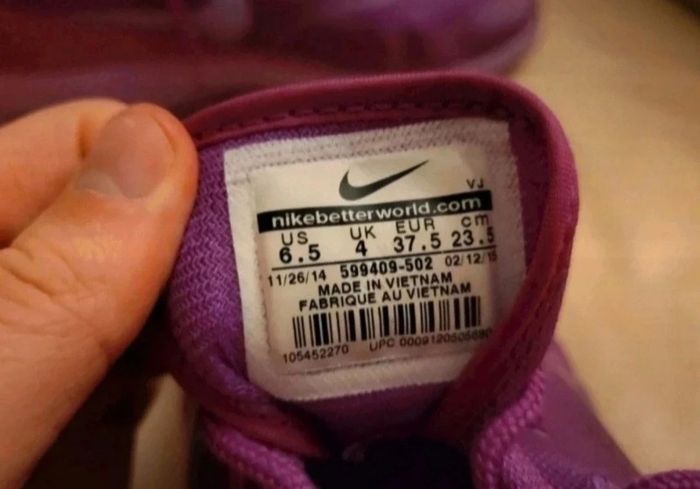 VJ
nikebetterworld.com
US UK EUR cm
6.5 4 37.5 23.5
11/26/14 599409-502 02/12/15
MADE IN VIETNAM
FABRIQUE AU VIETNAM
105452270 UPC